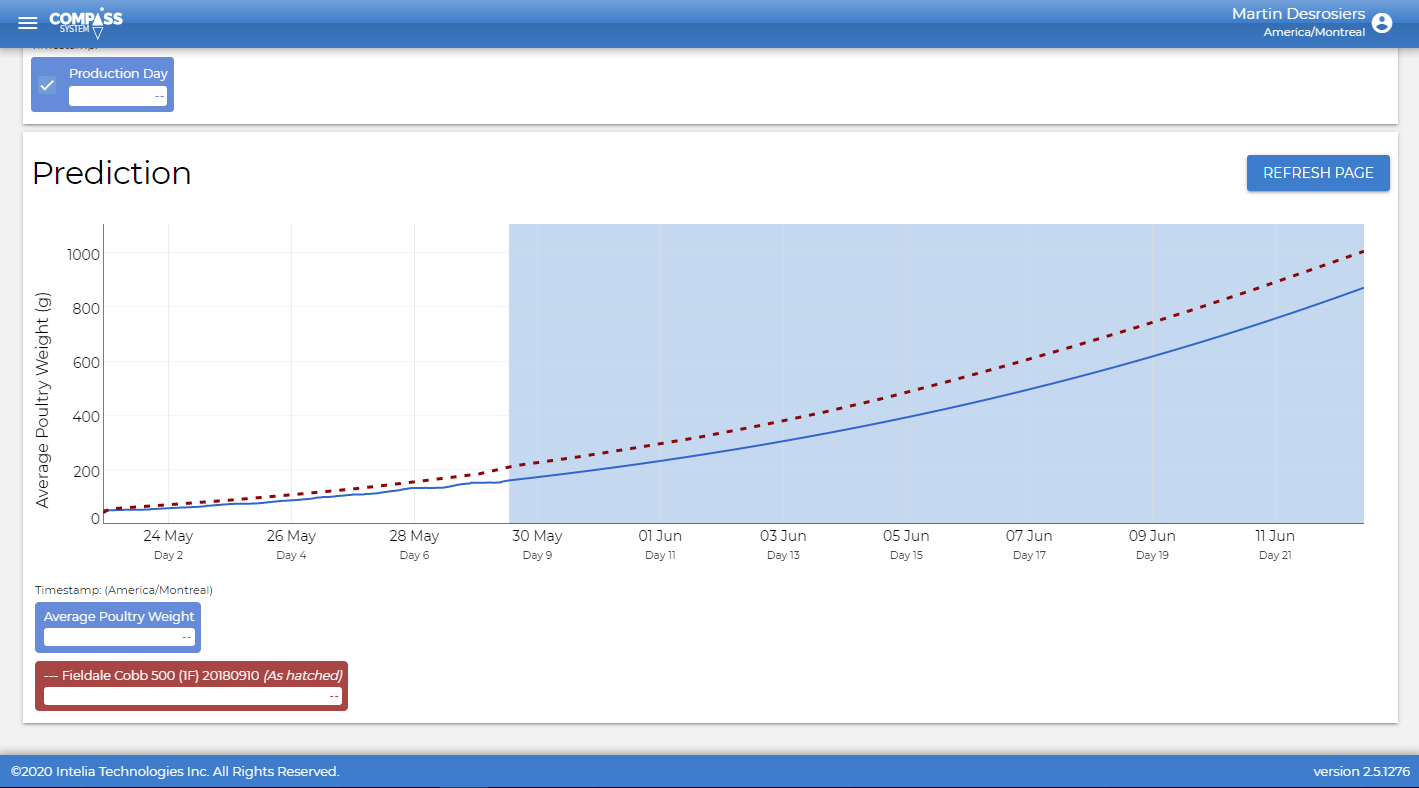 COMPASS
SYSTEM
Martin Desrosiers
America/Montreal
Production Day
--
Prediction
REFRESH PAGE
Average Poultry Weight (g)
1000
800
600
400
200
0
24 May 26 May 28 May 30 May 01 Jun 03 Jun 05 Jun 07 Jun 09 Jun 11 Jun
Day 2 Day 4 Day 6 Day 9 Day 11 Day 13 Day 15 Day 17 Day 19 Day 21
Timestamp: (America/Montreal)
Average Poultry Weight
--
--- Fieldale Cobb 500 (1F) 20180910 (As hatched)
--
©2020 Intelia Technologies Inc. All Rights Reserved.
version 2.5.1276